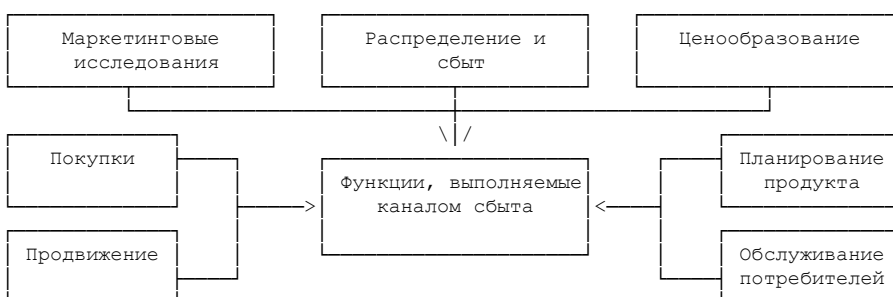 Маркетинговые
исследования
Распределение и
сбыт
Ценообразование
Покупки
Функции, выполняемые
каналом сбыта
Планирование
продукта
Продвижение
Обслуживание
потребителей